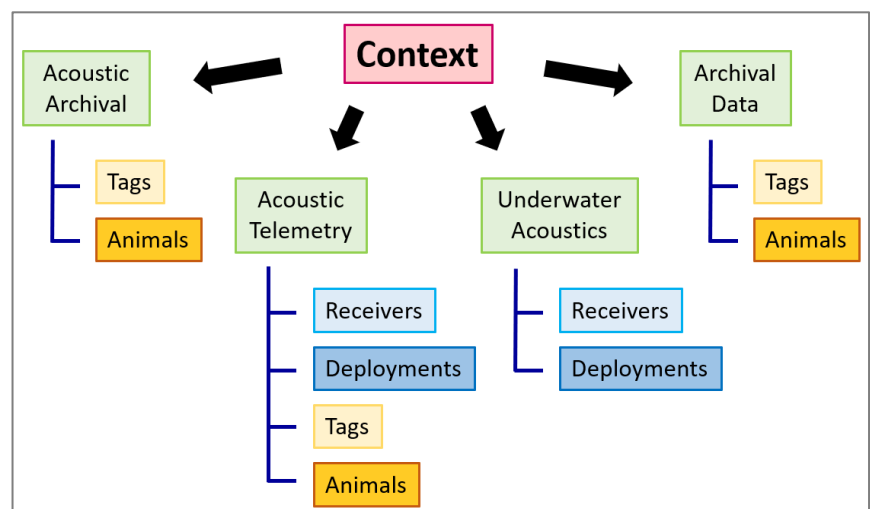 Context
Acoustic
Archival
Tags
Animals
Acoustic
Telemetry
Receivers
Deployments
Tags
Animals
Underwater
Acoustics
Receivers
Deployments
Archival
Data
Tags
Animals